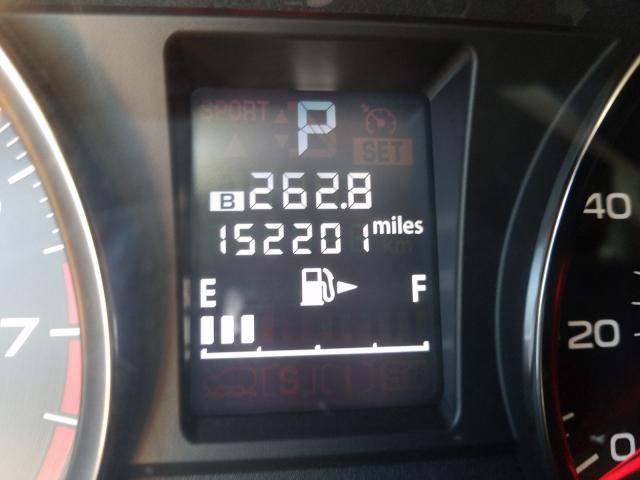 SPORT
P
SET
B 262.8
152201 miles
km
E F
7
40
20
0